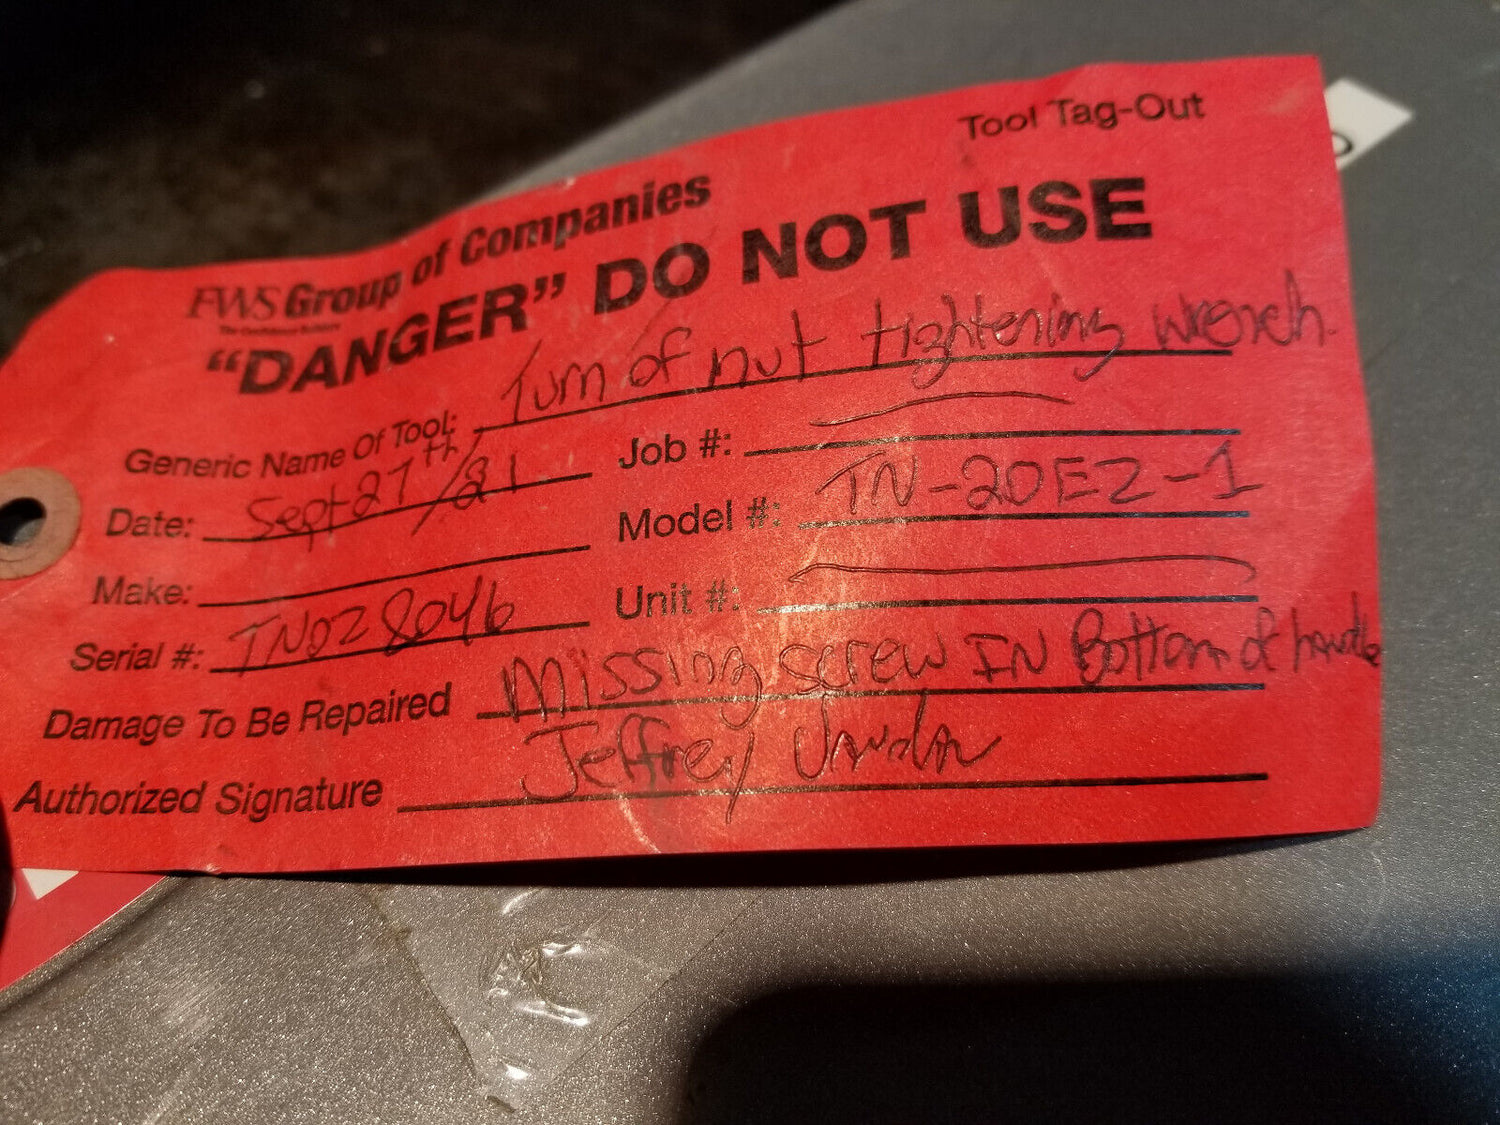 Tool Tag-Out
FWS Group of Companies
"DANGER" DO NOT USE
Generic Name Of Tool: Turn of nut tightening wrench.
Date: Sept 27th/21 Job #:
Make: Model #: TN-20EZ-1
Serial #: TN028046 Unit #:
Damage To Be Repaired Missing screw IN Bottom of handle
Authorized Signature Jeffrey